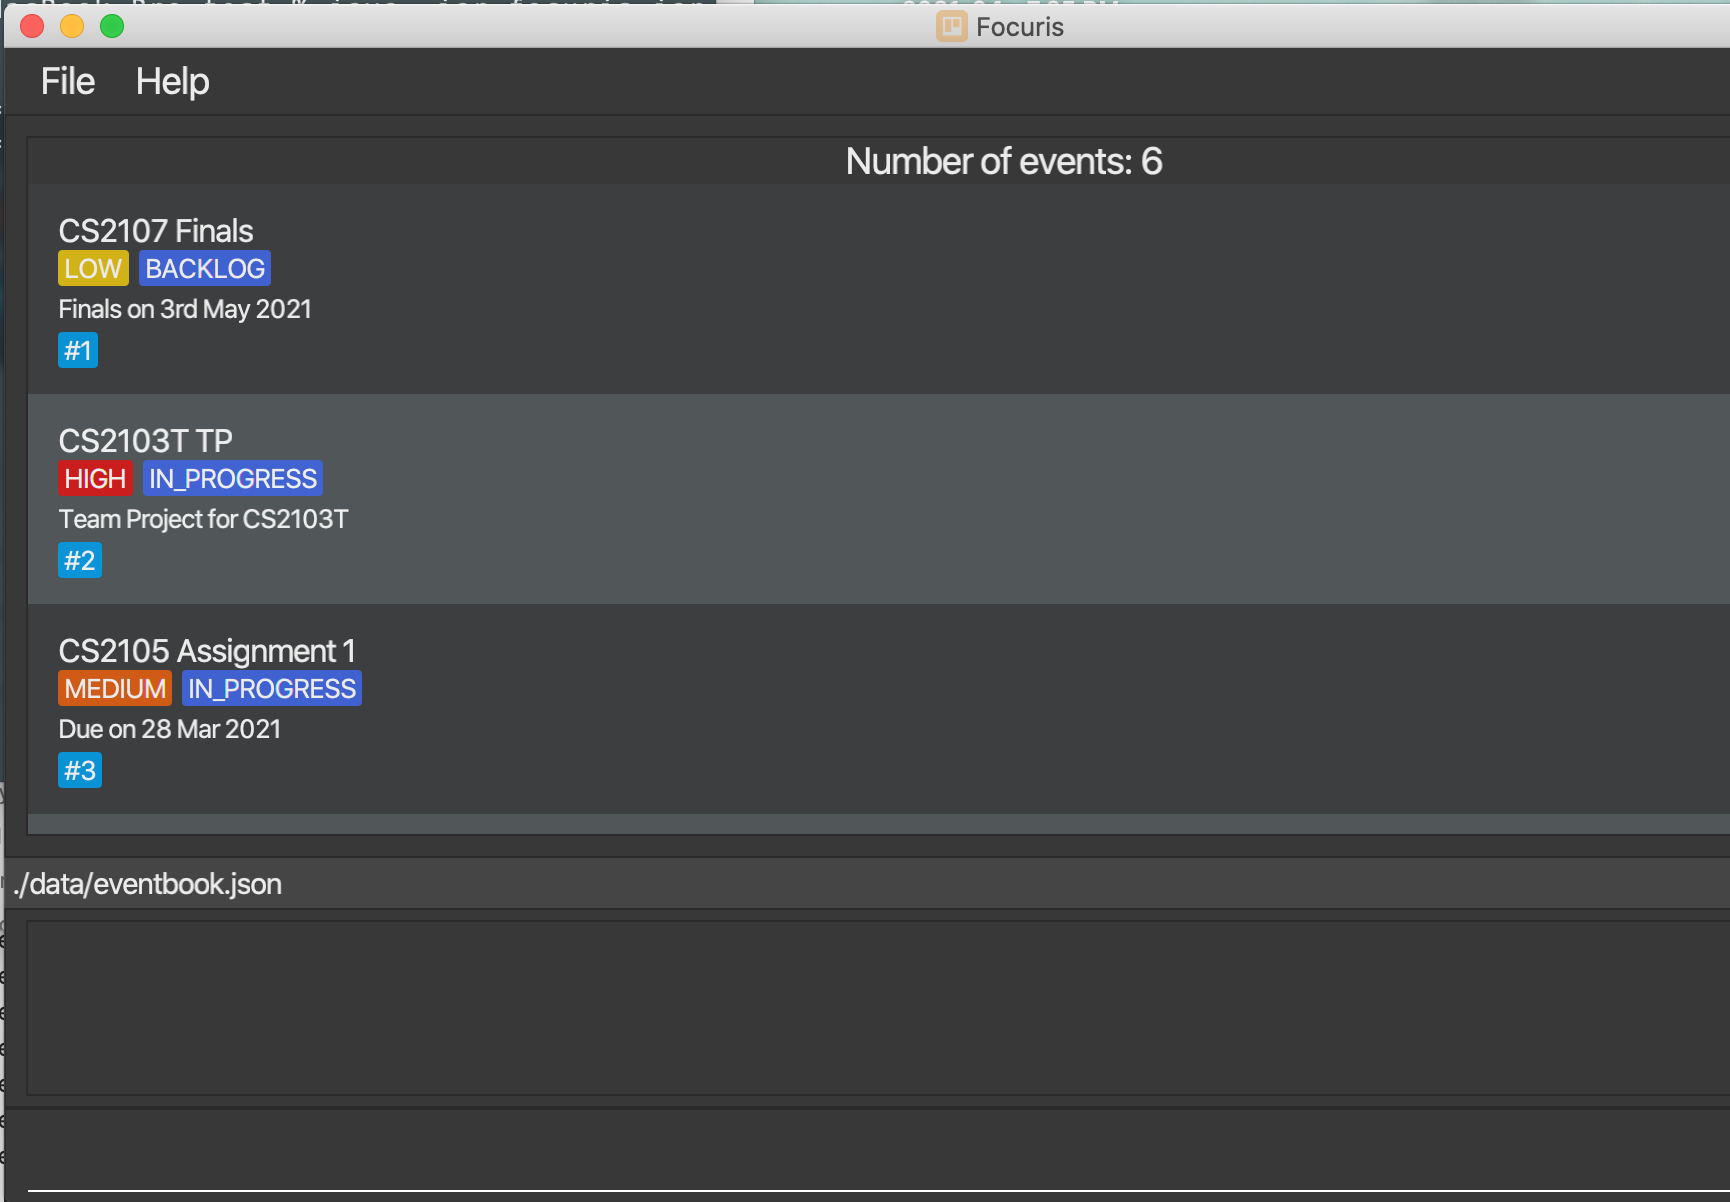 Focuris
File Help
Number of events: 6
CS2107 Finals
LOW BACKLOG
Finals on 3rd May 2021
#1
CS2103T TP
HIGH IN_PROGRESS
Team Project for CS2103T
#2
CS2105 Assignment 1
MEDIUM IN_PROGRESS
Due on 28 Mar 2021
#3
./data/eventbook.json